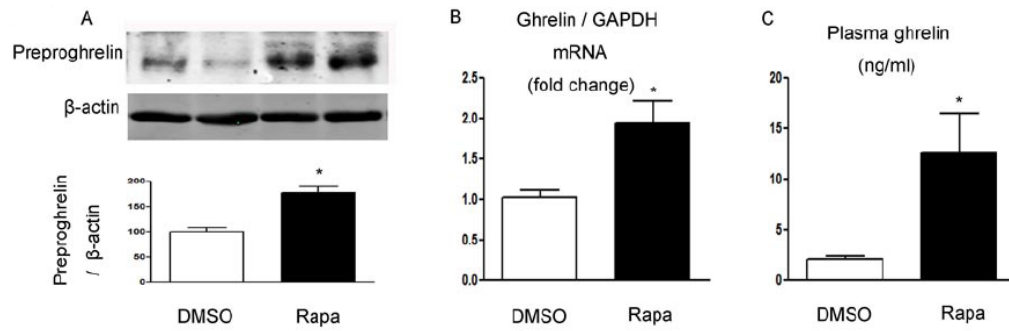 A
Preproghrelin
β-actin
Preproghrelin
/ β-actin
200
150
100
50
0
*
DMSO Rapa
B
Ghrelin / GAPDH
mRNA
(fold change)
2.5
2.0
1.5
1.0
0.5
0.0
*
DMSO Rapa
C
Plasma ghrelin
(ng/ml)
20
15
10
5
0
*
DMSO Rapa